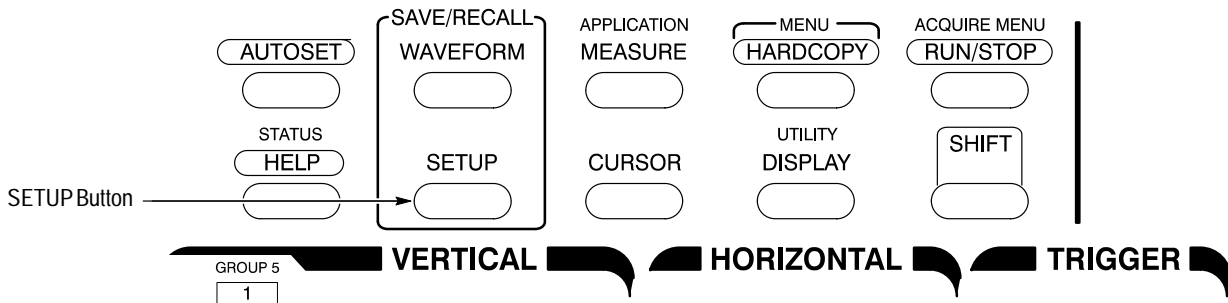 SAVE/RECALL APPLICATION MENU ACQUIRE MENU
AUTOSET WAVEFORM MEASURE HARDCOPY RUN/STOP
STATUS UTILITY
HELP SETUP CURSOR DISPLAY SHIFT
SETUP Button
VERTICAL HORIZONTAL TRIGGER
GROUP 5
1